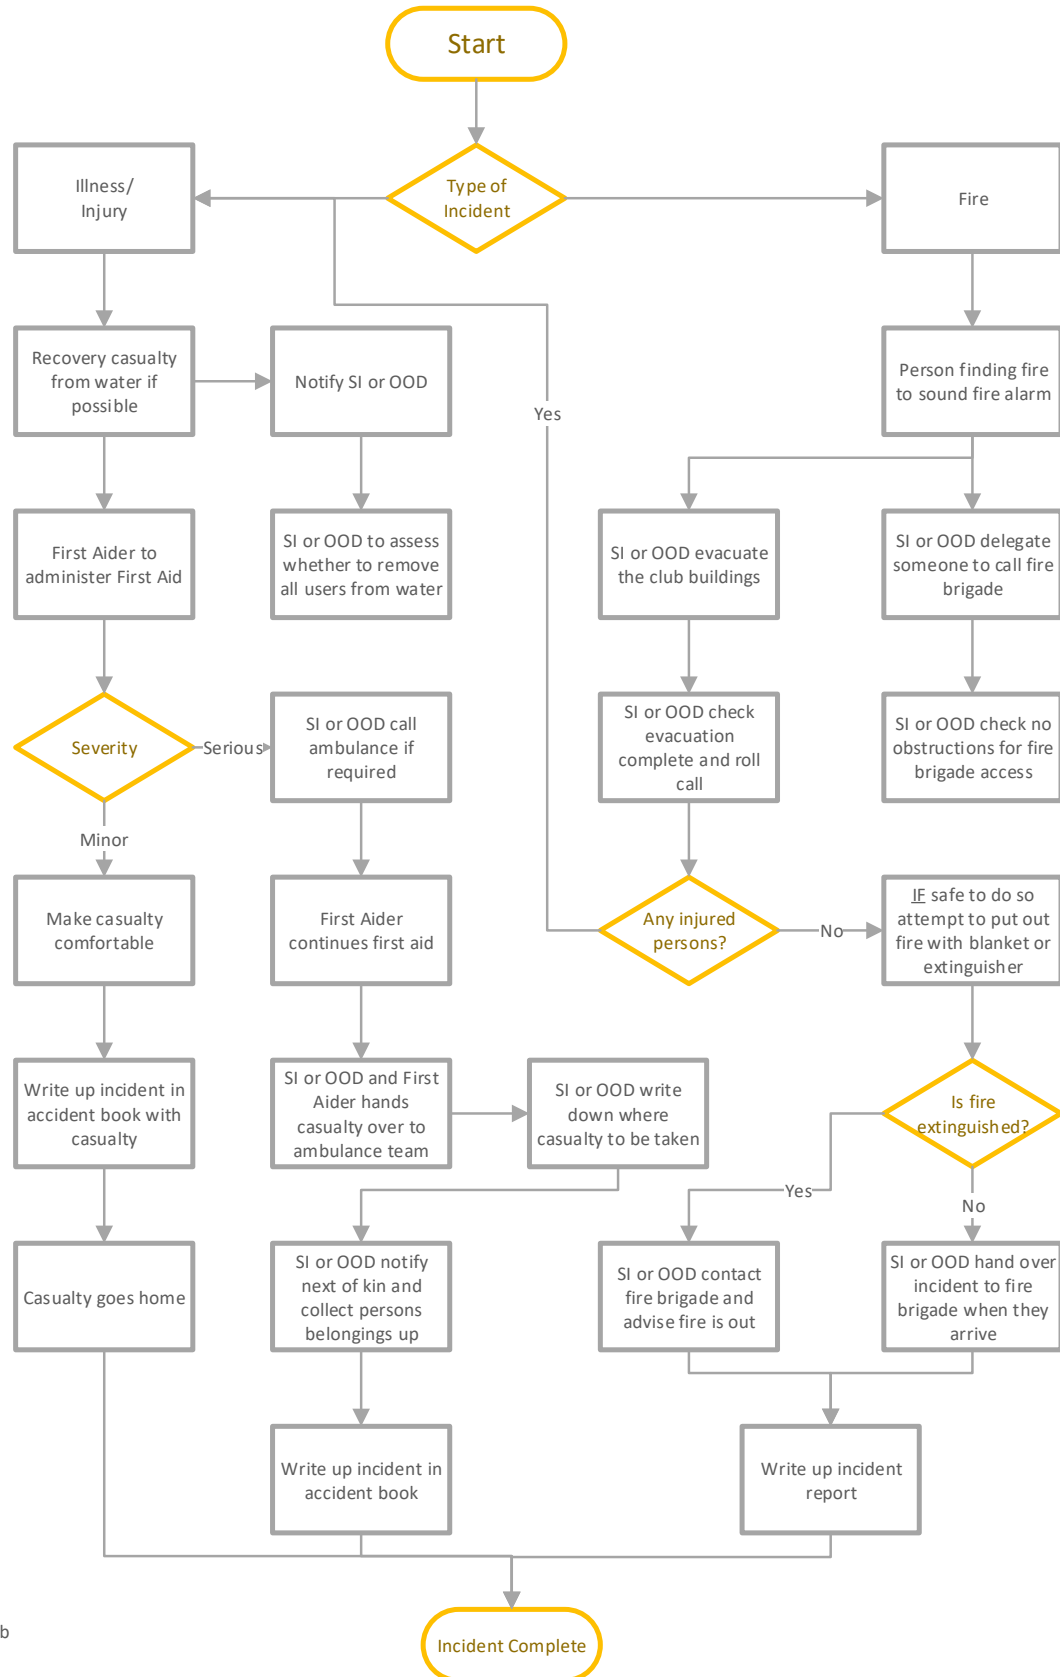 Start
Type of
Incident
Illness/
Injury
Fire
Recovery casualty
from water if
possible
Notify SI or OOD
Person finding fire
to sound fire alarm
Yes
First Aider to
administer First Aid
SI or OOD to assess
whether to remove
all users from water
SI or OOD evacuate
the club buildings
SI or OOD delegate
someone to call fire
brigade
Severity
Serious
SI or OOD call
ambulance if
required
SI or OOD check
evacuation
complete and roll
call
SI or OOD check no
obstructions for fire
brigade access
Minor
Make casualty
comfortable
First Aider
continues first aid
Any injured
persons?
No
IF safe to do so
attempt to put out
fire with blanket or
extinguisher
Write up incident in
accident book with
casualty
SI or OOD and First
Aider hands
casualty over to
ambulance team
SI or OOD write
down where
casualty to be taken
Is fire
extinguished?
Yes
No
Casualty goes home
SI or OOD notify
next of kin and
collect persons
belongings up
SI or OOD contact
fire brigade and
advise fire is out
SI or OOD hand over
incident to fire
brigade when they
arrive
Write up incident in
accident book
Write up incident
report
b
Incident Complete